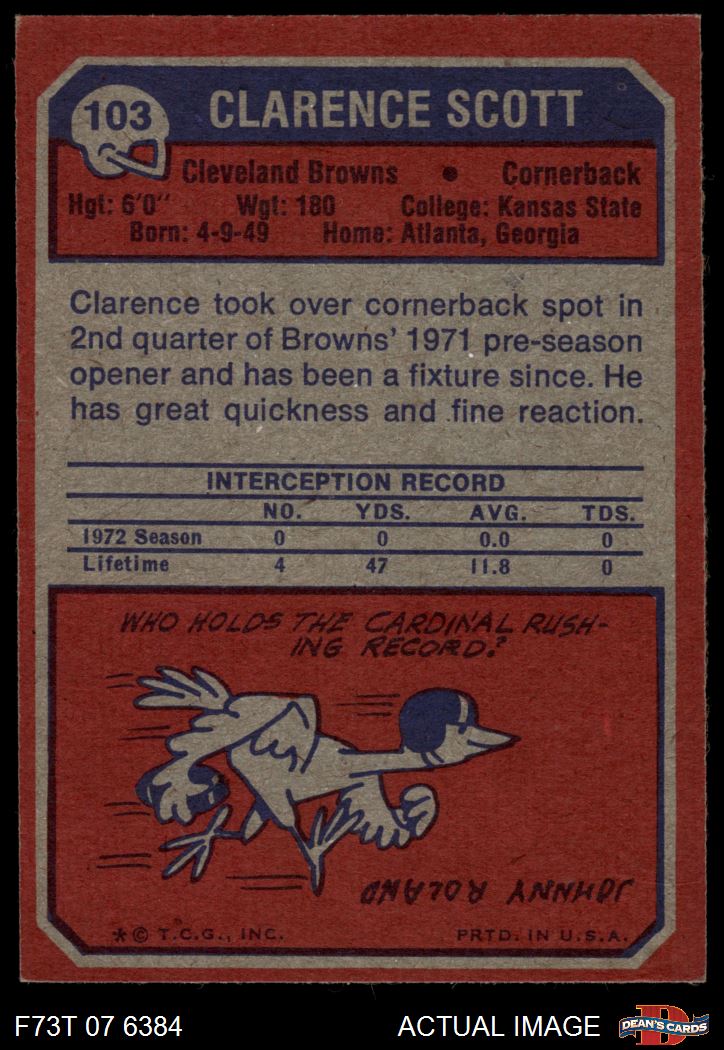 103
CLARENCE SCOTT
Cleveland Browns • Cornerback
Hgt: 6'0" Wgt: 180 College: Kansas State
Born: 4-9-49 Home: Atlanta, Georgia
Clarence took over cornerback spot in
2nd quarter of Browns' 1971 pre-season
opener and has been a fixture since. He
has great quickness and fine reaction.
INTERCEPTION RECORD
NO. YDS. AVG. TDS.
1972 Season 0 0 0.0 0
Lifetime 4 47 11.8 0
WHO HOLDS THE CARDINAL RUSH-
ING RECORD?
JOHNNY ROLAND
* © T.C.G., INC. PRTD. IN U.S.A.
F73T 07 6384 ACTUAL IMAGE
D
DEAN'S CARDS